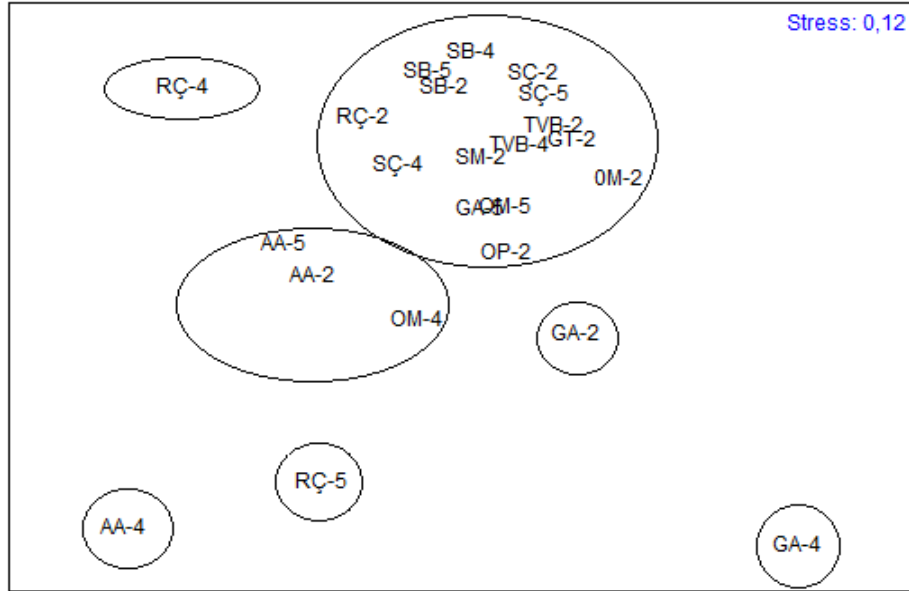 Stress: 0,12
SB-4
SB-5
SÇ-2
RÇ-4
SB-2
SÇ-5
RÇ-2
TVB-2
GT-2
TVB-4
SM-2
SÇ-4
0M-2
GA-5
OM-5
AA-5
OP-2
AA-2
OM-4
GA-2
RÇ-5
AA-4
GA-4